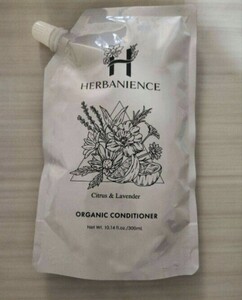 H
HERBANIENCE
Citrus & Lavender
ORGANIC CONDITIONER
Net Wt. 10.14 fl.oz. (300ml)